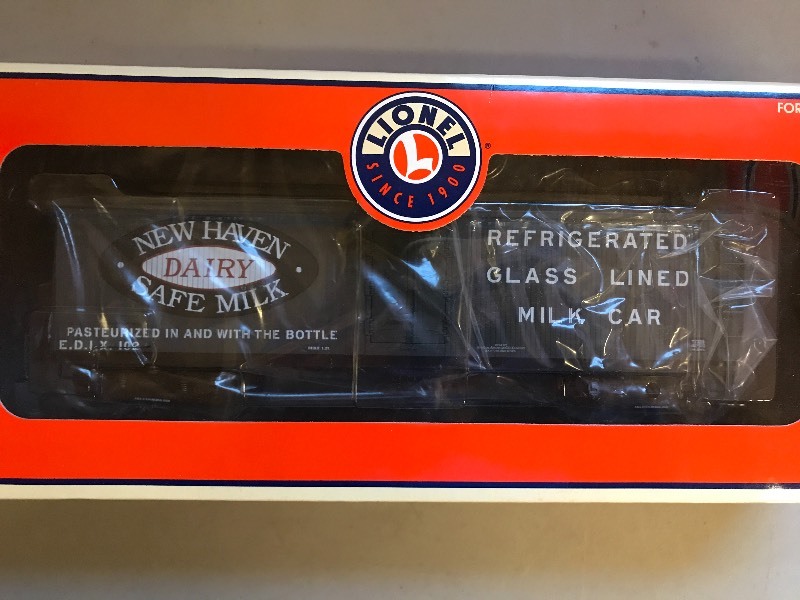 FOR
LIONEL
SINCE 1900
®
NEW HAVEN
DAIRY
SAFE MILK
PASTEURIZED IN AND WITH THE BOTTLE
E.D.I.X. 102
REFRIGERATED
GLASS LINED
MILK CAR